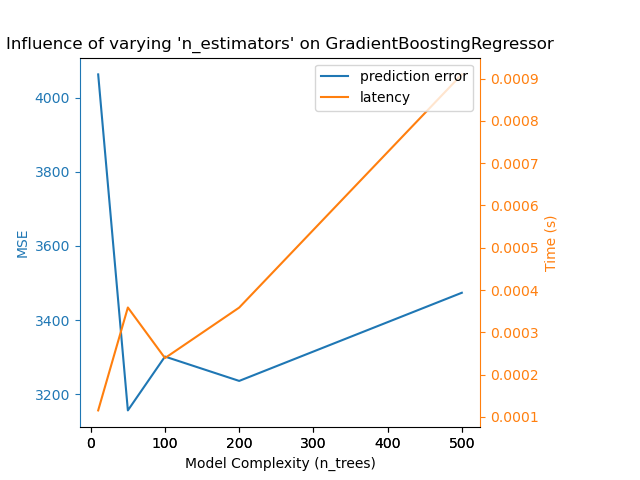 Influence of varying 'n_estimators' on GradientBoostingRegressor
prediction error
latency
4000
3800
3600
3400
3200
MSE
0.0009
0.0008
0.0007
0.0006
0.0005
0.0004
0.0003
0.0002
0.0001
Time (s)
0 100 200 300 400 500
Model Complexity (n_trees)